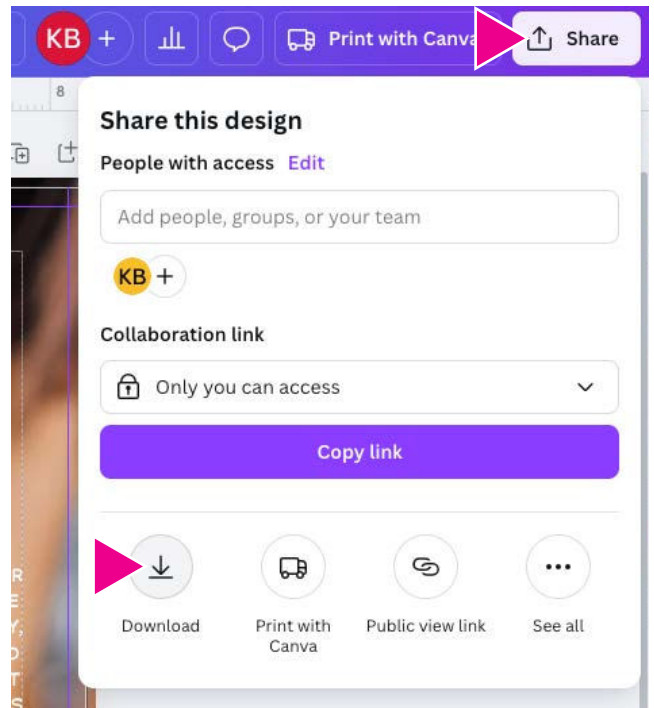 KB
Print with Canva
Share
8
Share this design
People with access Edit
Add people, groups, or your team
KB
Collaboration link
Only you can access
Copy link
Download
Print with
Canva
Public view link
See all
R
E
Y,
O
T
S